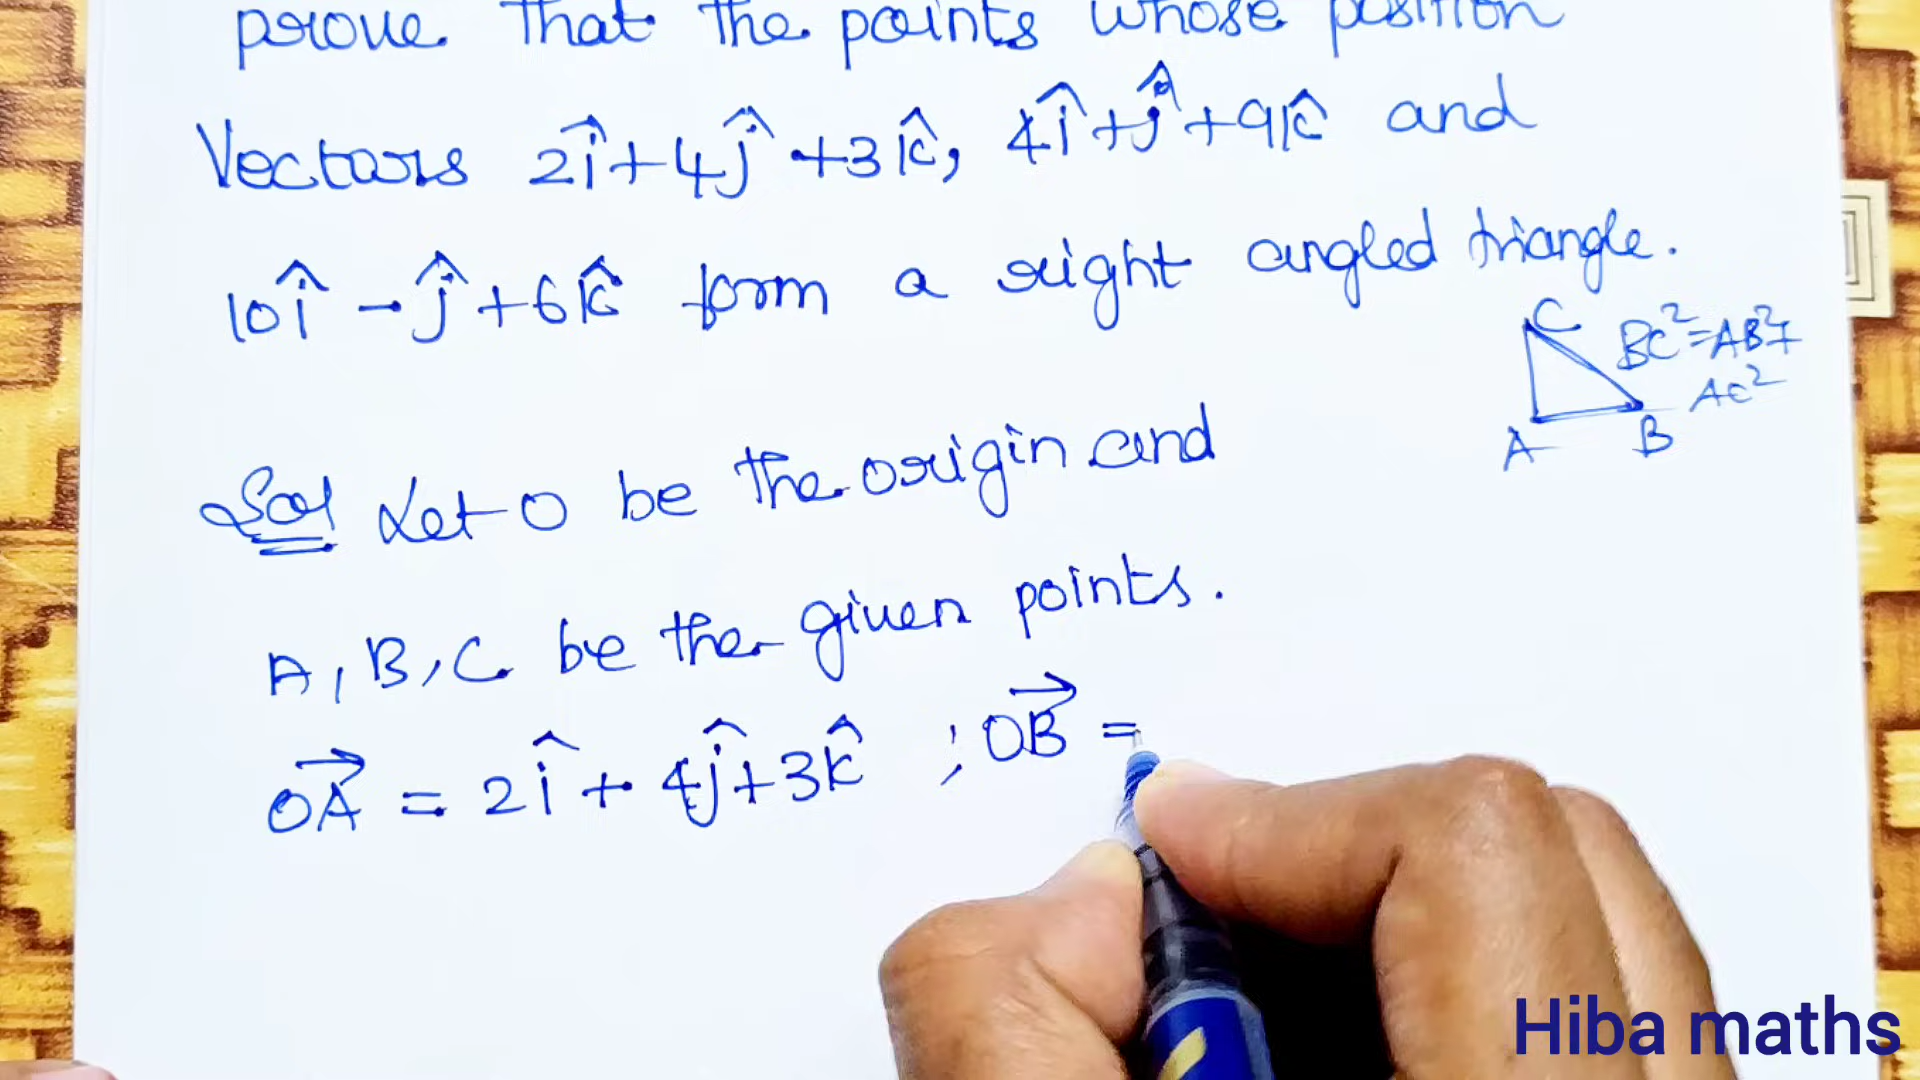 prove that the points whose position
Vectors 2i⃗+4ĵ+3k̂, 4î+ĵ+9k̂ and
10î-ĵ+6k̂ form a right angled triangle.
C
BC²=AB²+
AC²
A B
Sol Let O be the origin and
A, B, C be the given points.
OA⃗ = 2î + 4ĵ+3k̂ ; OB⃗ =
Hiba maths